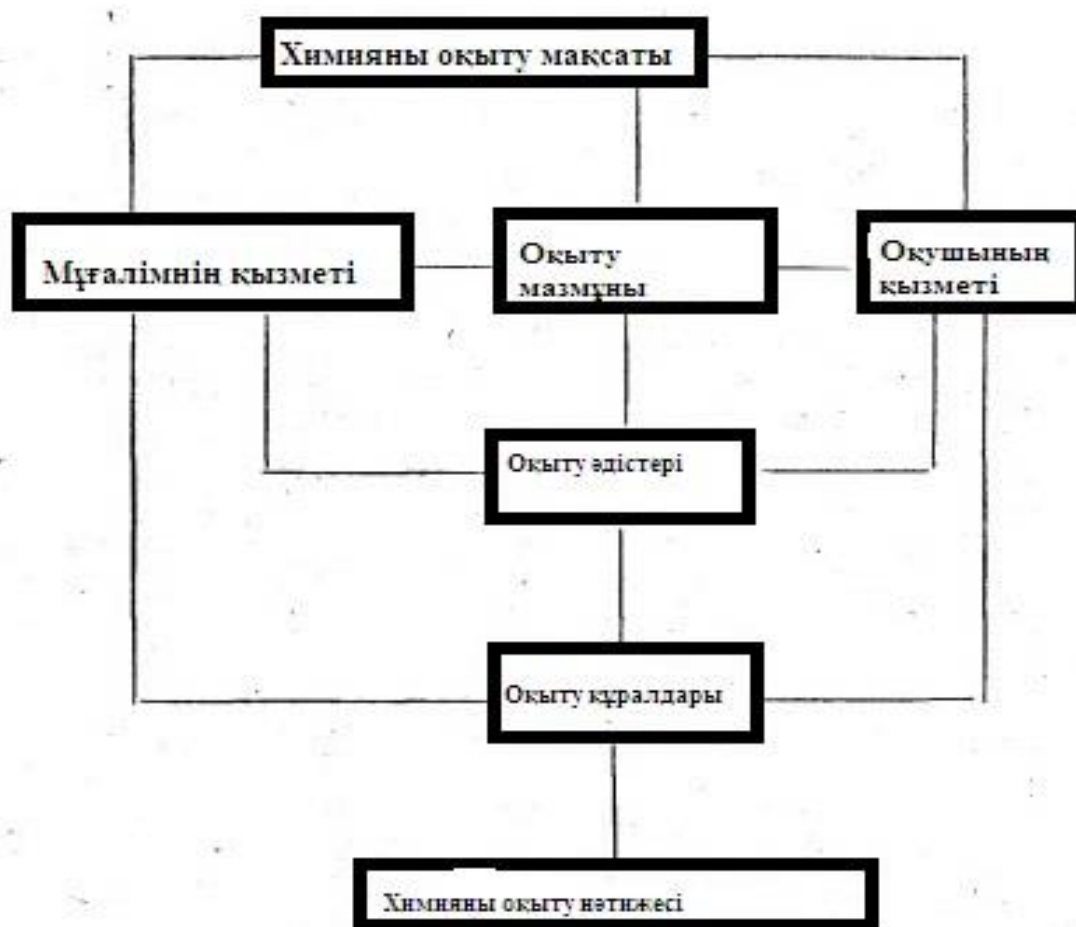 Химияны оқыту мақсаты
Мұғалімнің қызметі
Оқыту
мазмұны
Оқушының
қызметі
Оқыту әдістері
Оқыту құралдары
Химияны оқыту нәтижесі